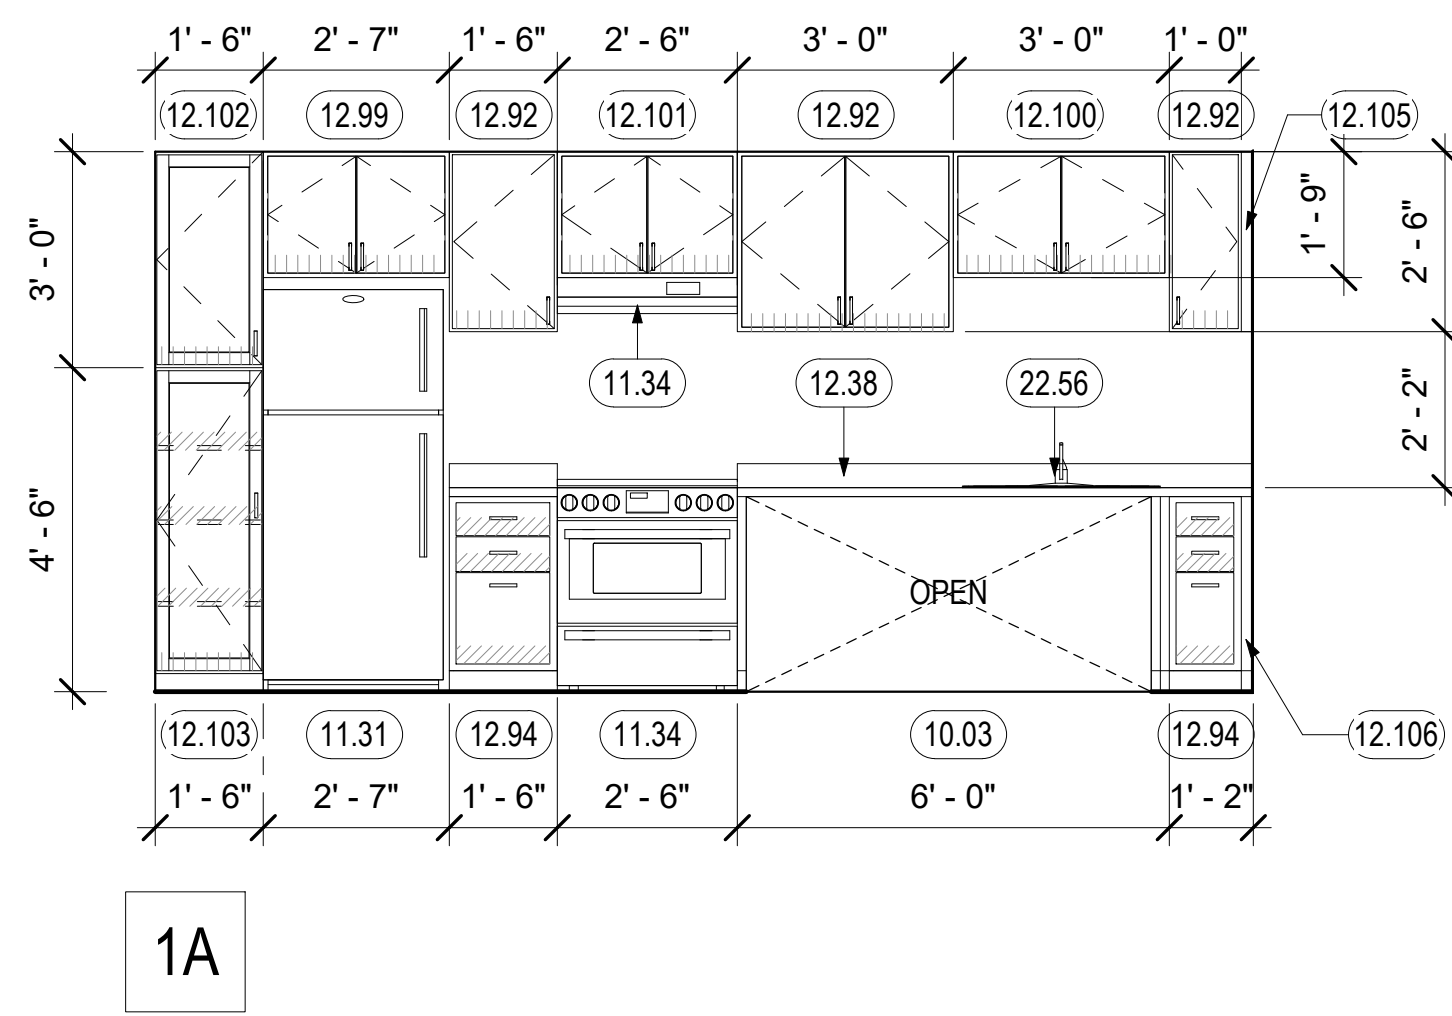 1' - 6" 2' - 7" 1' - 6" 2' - 6" 3' - 0" 3' - 0" 1' - 0"
12.102 12.99 12.92 12.101 12.92 12.100 12.92 12.105
3' - 0"
1' - 9"
2' - 6"
11.34 12.38 22.56
2' - 2"
4' - 6"
OPEN
12.103 11.31 12.94 11.34 10.03 12.94 12.106
1' - 6" 2' - 7" 1' - 6" 2' - 6" 6' - 0" 1' - 2"
1A